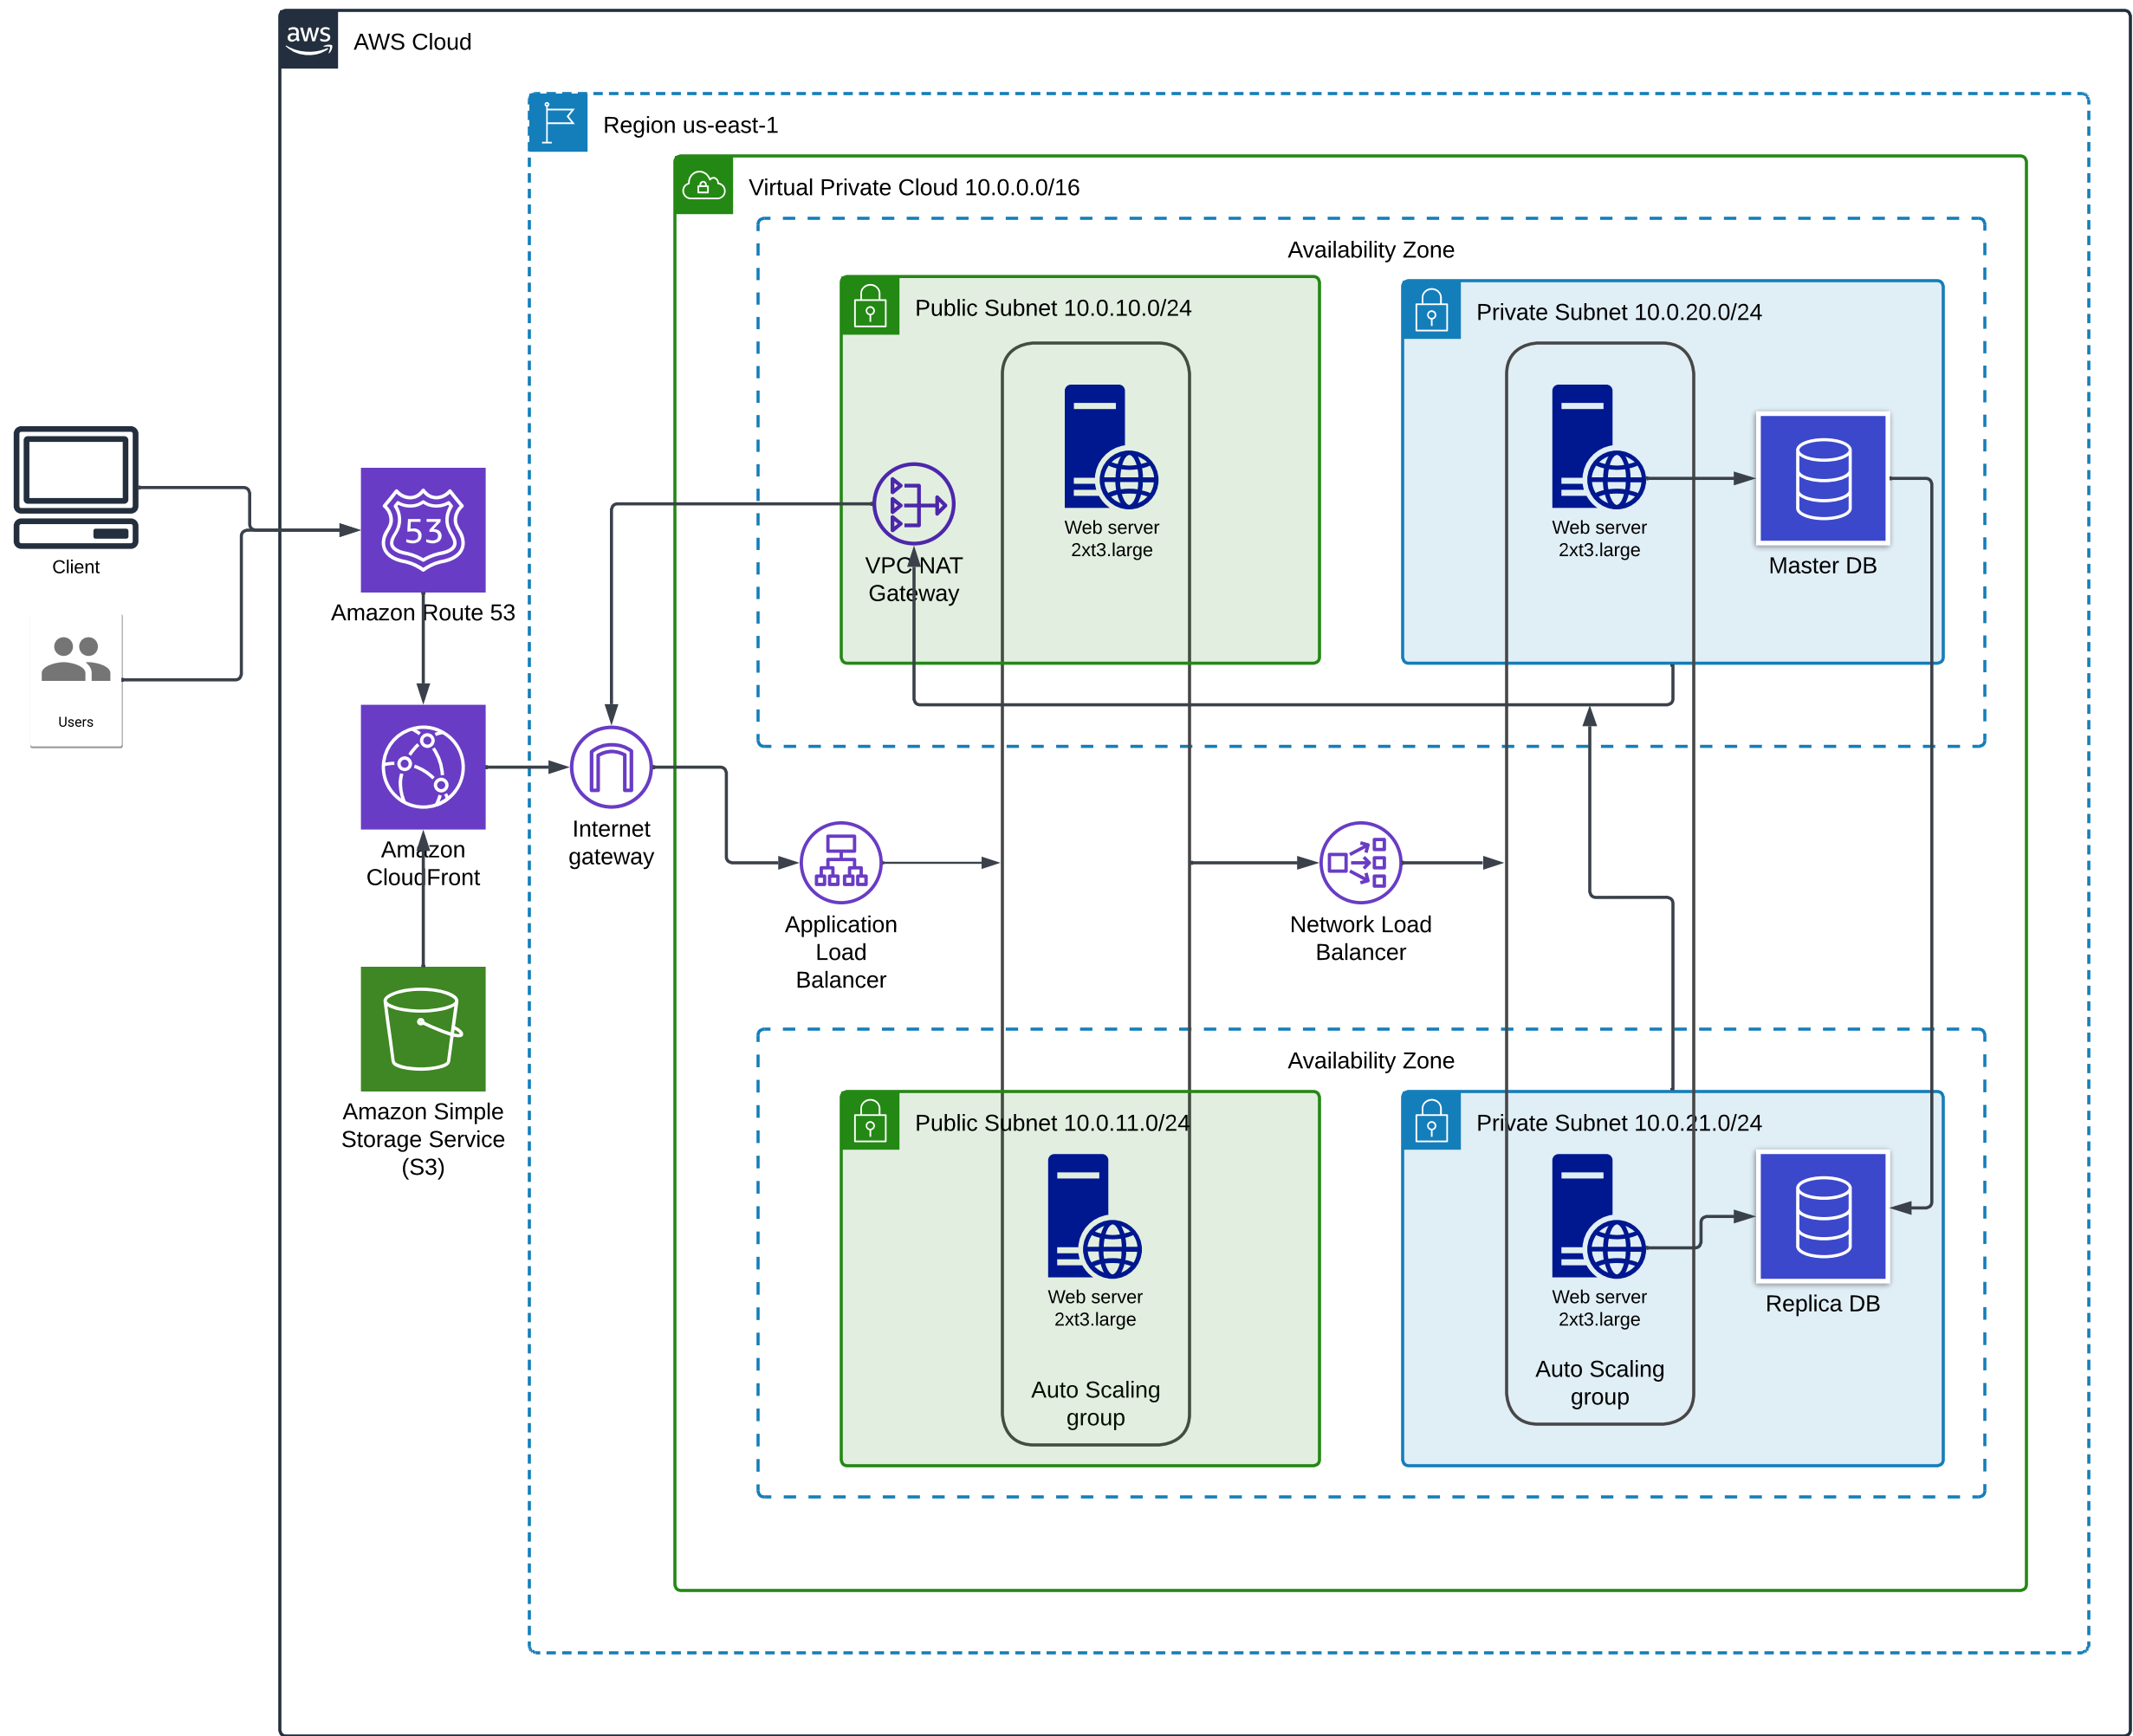 aws
AWS Cloud
Region us-east-1
Virtual Private Cloud 10.0.0.0/16
Availability Zone
Public Subnet 10.0.10.0/24
Private Subnet 10.0.20.0/24
Web server
2xt3.large
Web server
2xt3.large
VPC NAT
Gateway
Master DB
Client
53
Amazon Route 53
Users
Amazon
CloudFront
Internet
gateway
Application
Load
Balancer
Network Load
Balancer
Amazon Simple
Storage Service
(S3)
Availability Zone
Public Subnet 10.0.11.0/24
Private Subnet 10.0.21.0/24
Web server
2xt3.large
Web server
2xt3.large
Replica DB
Auto Scaling
group
Auto Scaling
group